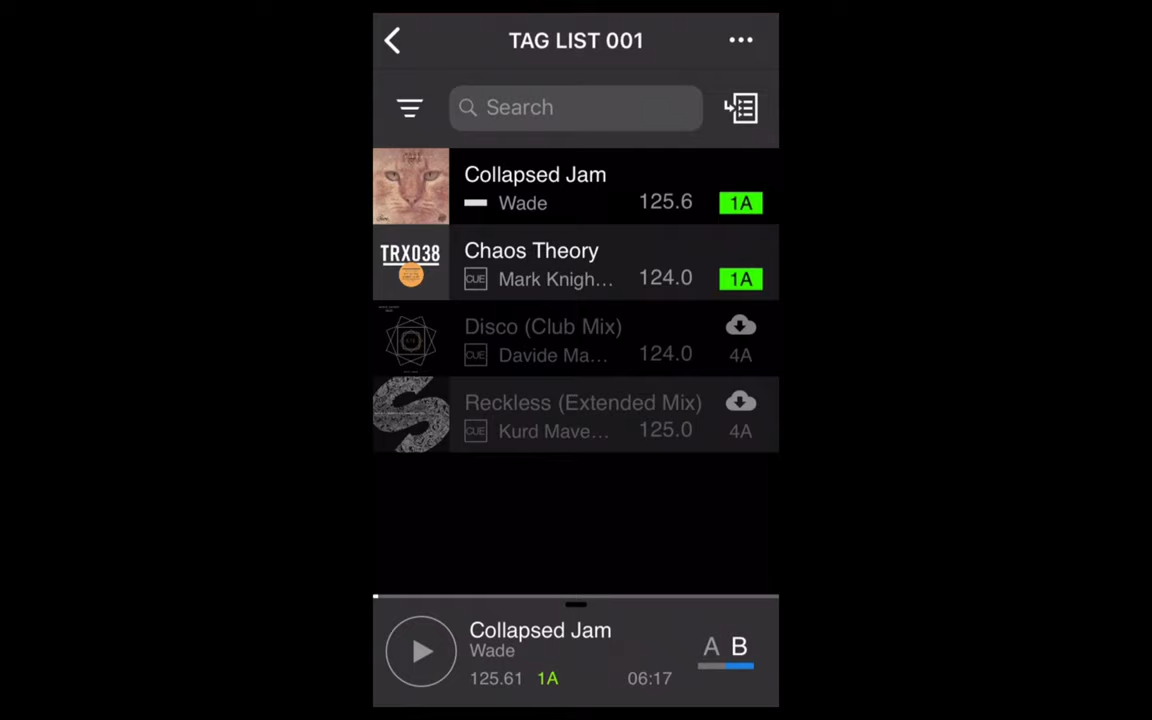 TAG LIST 001
Search
Collapsed Jam
Wade 125.6 1A
TRX038
Chaos Theory
CUE Mark Knigh... 124.0 1A
Disco (Club Mix)
CUE Davide Ma... 124.0 4A
Reckless (Extended Mix)
CUE Kurd Mave... 125.0 4A
Collapsed Jam
Wade
125.61 1A 06:17
A B